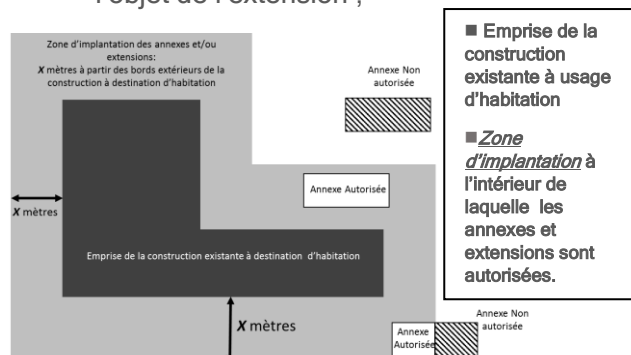 l'objet de l'extension ;
Zone d'implantation des annexes et/ou
extensions:
X mètres à partir des bords extérieurs de la
construction à destination d'habitation
Annexe Non
autorisée
Annexe Autorisée
X mètres
Emprise de la construction existante à destination d'habitation
X mètres
Annexe
Autorisée
Annexe Non
autorisée
■ Emprise de la
construction
existante à usage
d'habitation
■Zone
d'implantation à
l'intérieur de
laquelle les
annexes et
extensions sont
autorisées.